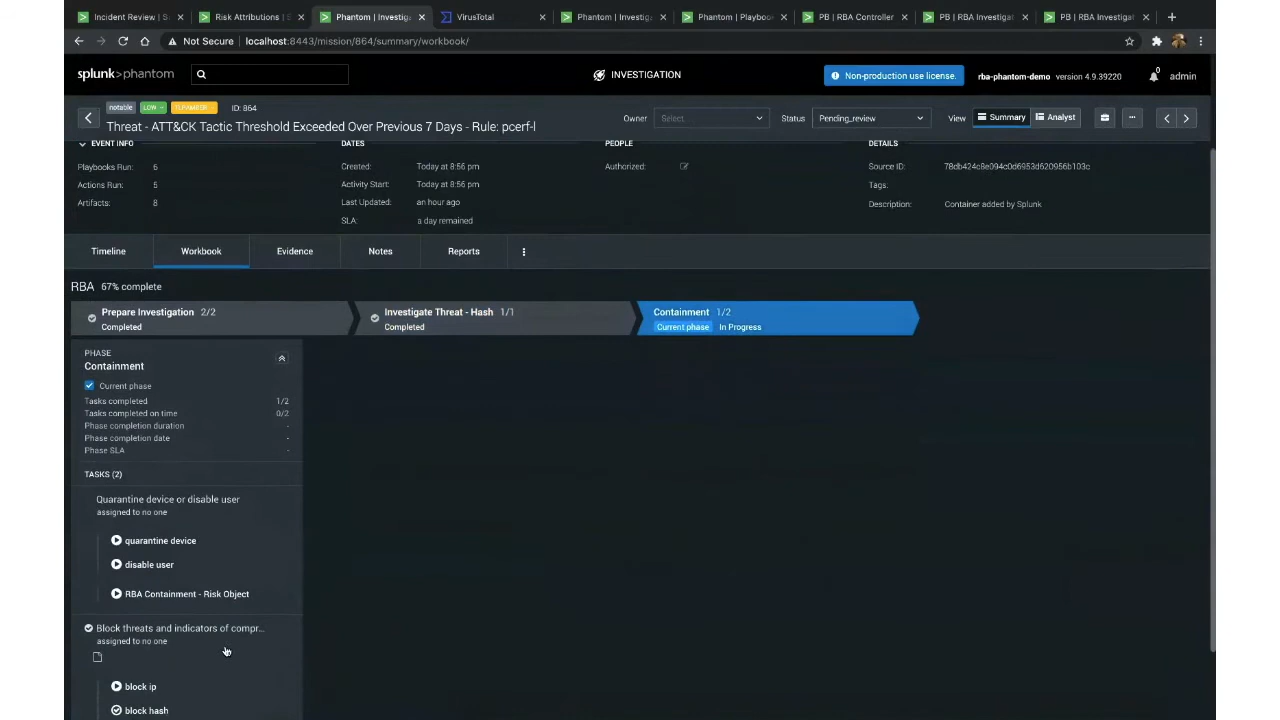 Incident Review | S
Risk Attributions | S
Phantom | Investiga
VirusTotal
Phantom | Investig
Phantom | Playboo
PB | RBA Controller
PB | RBA Investigat
PB | RBA Investigat
Not Secure
localhost:8443/mission/864/summary/workbook/
splunk>phantom
INVESTIGATION
Non-production use license.
rba-phantom-demo version 4.9.39220
0
admin
notable
LOW
TLP:AMBER
ID: 864
Threat - ATT&CK Tactic Threshold Exceeded Over Previous 7 Days - Rule: pcerf-l
Owner
Select...
Status
Pending_review
View
Summary
Analyst
EVENT INFO
Playbooks Run: 6
Actions Run: 5
Artifacts: 8
DATES
Created: Today at 8:56 pm
Activity Start: Today at 8:56 pm
Last Updated: an hour ago
SLA: a day remained
PEOPLE
Authorized:
DETAILS
Source ID: 78db424c8e094c0d6953d620956b103c
Tags:
Description: Container added by Splunk
Timeline
Workbook
Evidence
Notes
Reports
RBA 67% complete
Prepare Investigation 2/2
Completed
Investigate Threat - Hash 1/1
Completed
Containment 1/2
Current phase In Progress
PHASE
Containment
Current phase
Tasks completed 1/2
Tasks completed on time 0/2
Phase completion duration -
Phase completion date -
Phase SLA -
TASKS (2)
Quarantine device or disable user
assigned to no one
quarantine device
disable user
RBA Containment - Risk Object
Block threats and indicators of compr...
assigned to no one
block ip
block hash